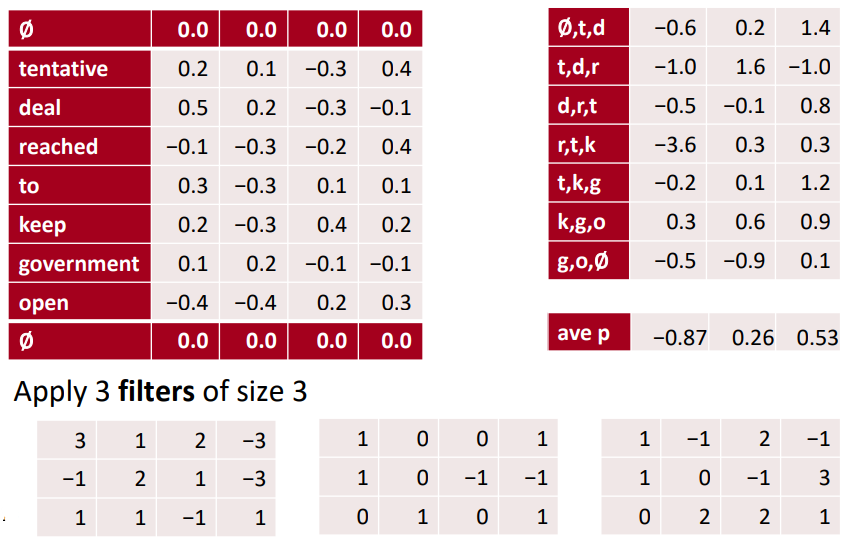 Ø 0.0 0.0 0.0 0.0
tentative 0.2 0.1 −0.3 0.4
deal 0.5 0.2 −0.3 −0.1
reached −0.1 −0.3 −0.2 0.4
to 0.3 −0.3 0.1 0.1
keep 0.2 −0.3 0.4 0.2
government 0.1 0.2 −0.1 −0.1
open −0.4 −0.4 0.2 0.3
Ø 0.0 0.0 0.0 0.0
Ø,t,d −0.6 0.2 1.4
t,d,r −1.0 1.6 −1.0
d,r,t −0.5 −0.1 0.8
r,t,k −3.6 0.3 0.3
t,k,g −0.2 0.1 1.2
k,g,o 0.3 0.6 0.9
g,o,Ø −0.5 −0.9 0.1
ave p −0.87 0.26 0.53
Apply 3 filters of size 3
3 1 2 −3
−1 2 1 −3
1 1 −1 1
1 0 0 1
1 0 −1 −1
0 1 0 1
1 −1 2 −1
1 0 −1 3
0 2 2 1